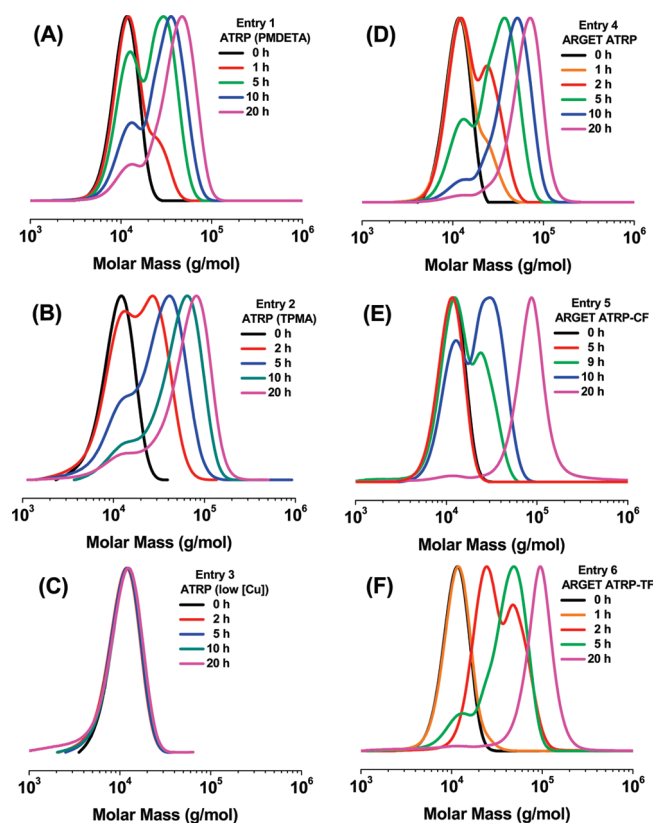 (A)
Entry 1
ATRP (PMDETA)
0 h
1 h
5 h
10 h
20 h
10³ 10⁴ 10⁵ 10⁶
Molar Mass (g/mol)
(B)
Entry 2
ATRP (TPMA)
0 h
2 h
5 h
10 h
20 h
10³ 10⁴ 10⁵ 10⁶
Molar Mass (g/mol)
(C)
Entry 3
ATRP (low [Cu])
0 h
2 h
5 h
10 h
20 h
10³ 10⁴ 10⁵ 10⁶
Molar Mass (g/mol)
(D)
Entry 4
ARGET ATRP
0 h
1 h
2 h
5 h
10 h
20 h
10³ 10⁴ 10⁵ 10⁶
Molar Mass (g/mol)
(E)
Entry 5
ARGET ATRP-CF
0 h
5 h
9 h
10 h
20 h
10³ 10⁴ 10⁵ 10⁶
Molar Mass (g/mol)
(F)
Entry 6
ARGET ATRP-TF
0 h
1 h
2 h
5 h
20 h
10³ 10⁴ 10⁵ 10⁶
Molar Mass (g/mol)